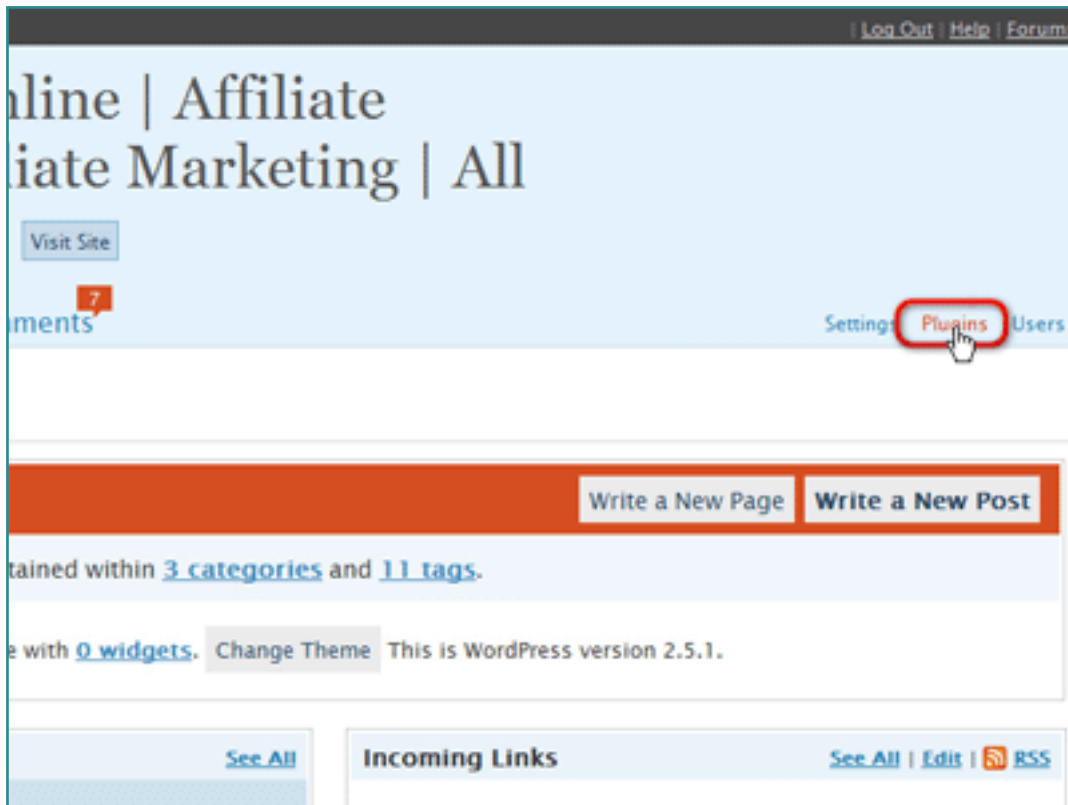 | Log Out | Help | Forum
nline | Affiliate
liate Marketing | All
Visit Site
7
ments
Settings Plugins Users
Write a New Page Write a New Post
tained within 3 categories and 11 tags.
e with 0 widgets. Change Theme This is WordPress version 2.5.1.
See All
Incoming Links See All | Edit | RSS